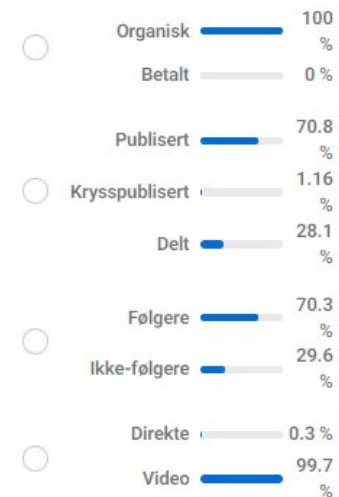 Organisk 100 %
Betalt 0 %
Publisert 70.8 %
Krysspublisert 1.16 %
Delt 28.1 %
Følgere 70.3 %
Ikke-følgere 29.6 %
Direkte 0.3 %
Video 99.7 %